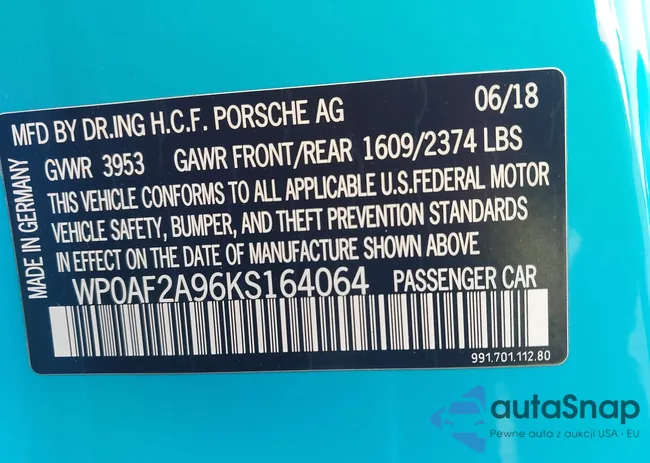 MFD BY DR.ING H.C.F. PORSCHE AG 06/18
GVWR 3953 GAWR FRONT/REAR 1609/2374 LBS
THIS VEHICLE CONFORMS TO ALL APPLICABLE U.S.FEDERAL MOTOR
VEHICLE SAFETY, BUMPER, AND THEFT PREVENTION STANDARDS
IN EFFECT ON THE DATE OF MANUFACTURE SHOWN ABOVE
WP0AF2A96KS164064 PASSENGER CAR
991.701.112.80
MADE IN GERMANY
autaSnap
Pewne auta z aukcji USA · EU